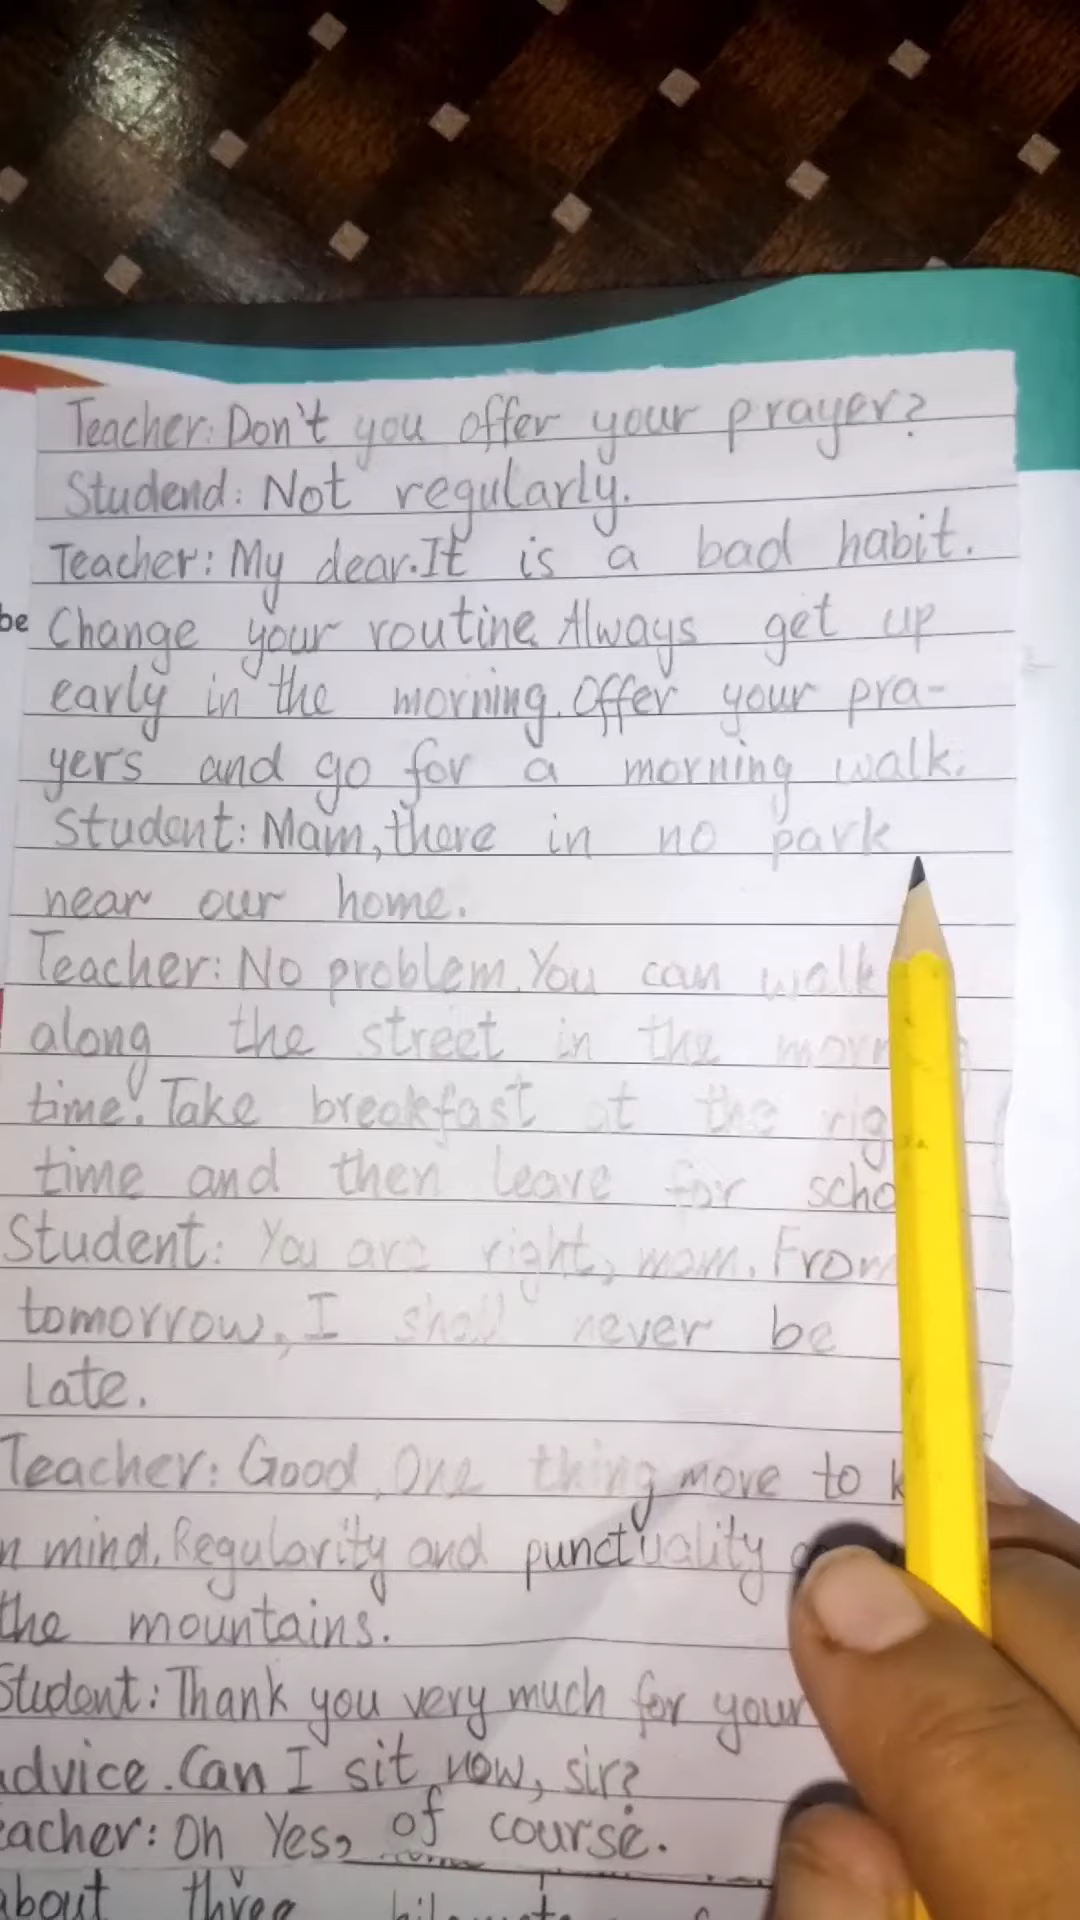 Teacher: Don't you offer your prayer?
Studend: Not regularly.
Teacher: My dear. It is a bad habit.
be
Change your routine. Always get up
early in the morning. Offer your pra-
yers and go for a morning walk.
Student: Mam, there in no park
near our home.
Teacher: No problem. You can walk
along the street in the
time. Take breakfast at the
time and then leave for
Student: You are right, mam. From
tomorrow, I shall never be
Late.
Teacher: Good, One thing move to
mind. Regularity and punctuality
the mountains.
Student: Thank you very much for your
advice. Can I sit now, sir?
eacher: Oh Yes, of course.
about three